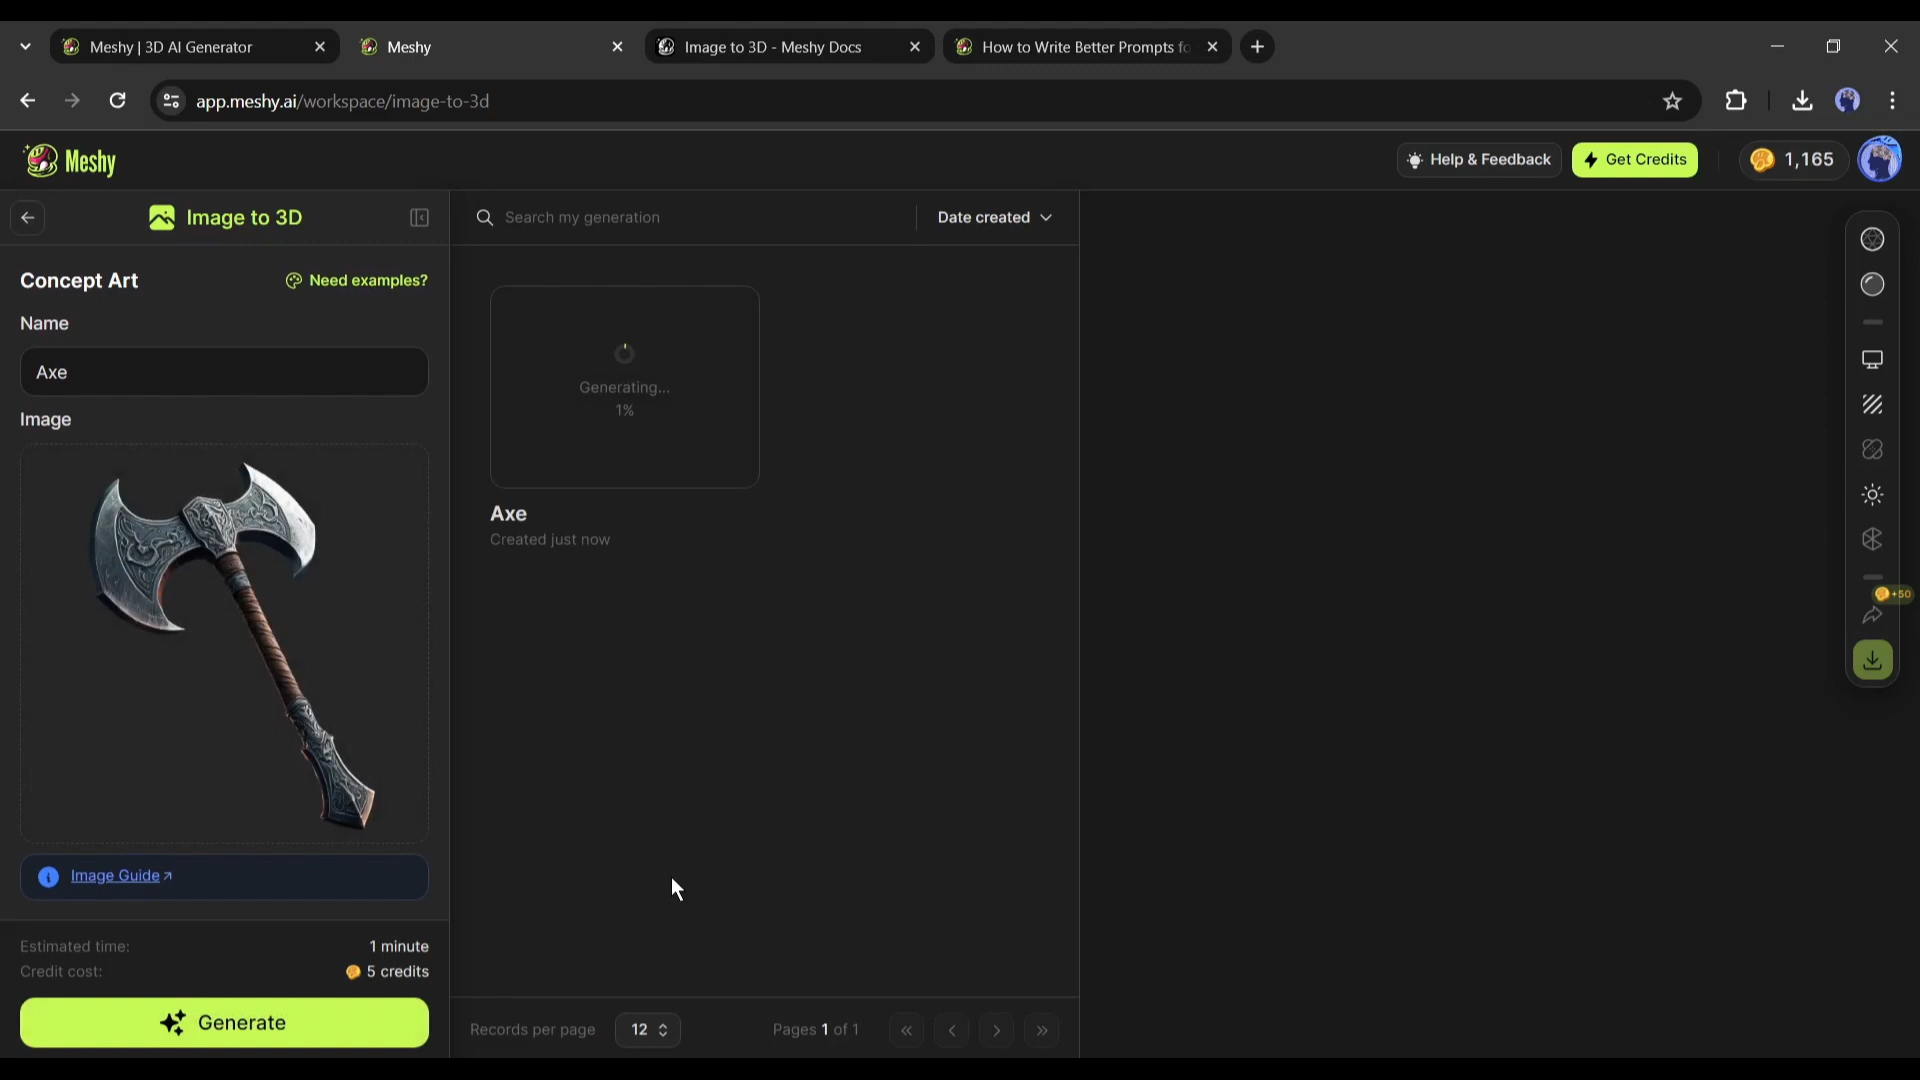 Meshy | 3D AI Generator
Meshy
Image to 3D - Meshy Docs
How to Write Better Prompts fo
app.meshy.ai/workspace/image-to-3d
Meshy
Help & Feedback
Get Credits
1,165
Image to 3D
Search my generation
Date created
Concept Art
Need examples?
Name
Axe
Image
Generating...
1%
Axe
Created just now
+50
Image Guide
Estimated time:
1 minute
Credit cost:
5 credits
Generate
Records per page
12
Pages 1 of 1